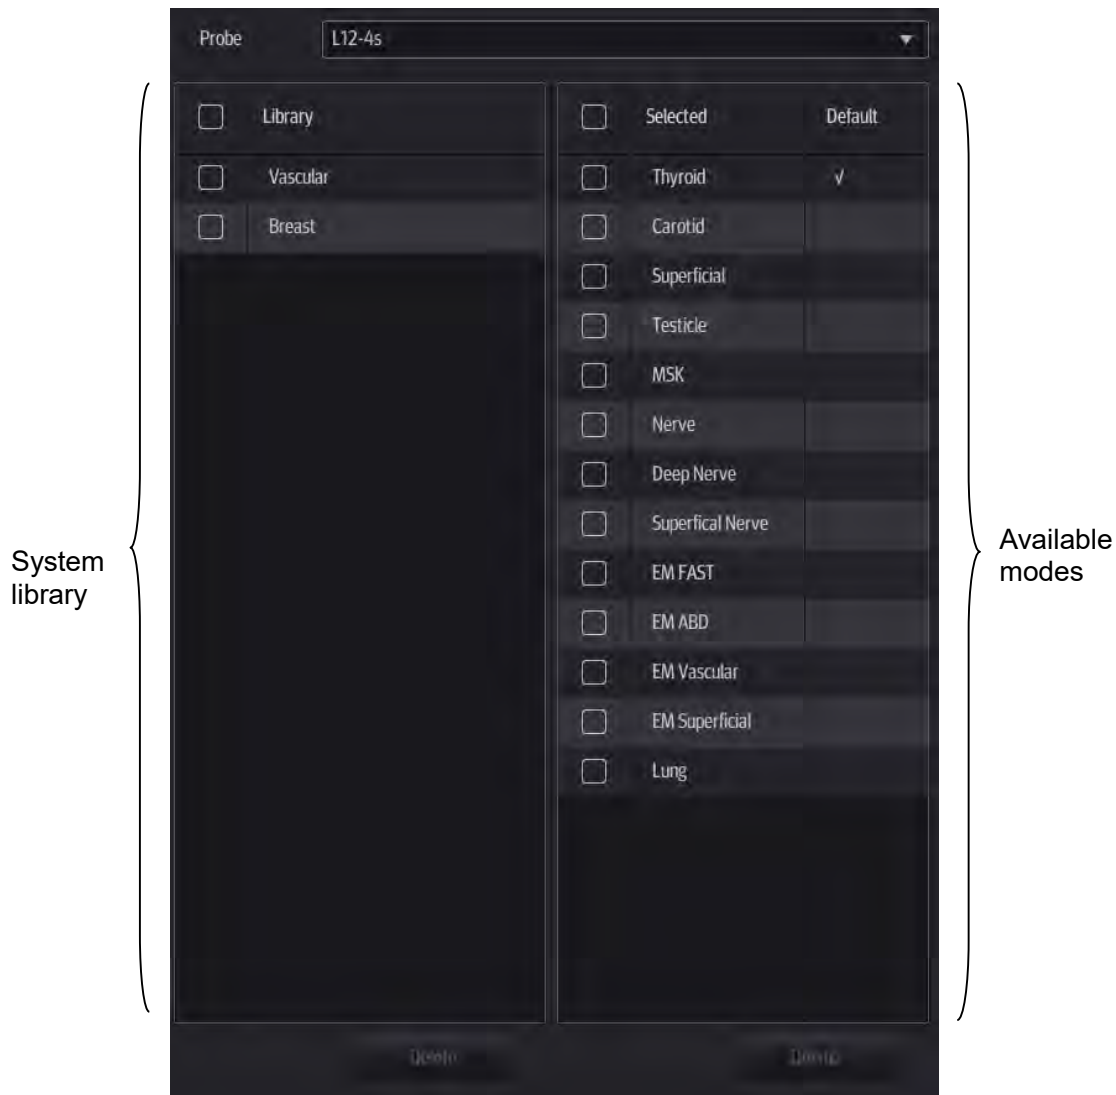 Probe L12-4s
Library
Vascular
Breast
Selected Default
Thyroid √
Carotid
Superficial
Testicle
MSK
Nerve
Deep Nerve
Superfical Nerve
EM FAST
EM ABD
EM Vascular
EM Superficial
Lung
System
library
Available
modes
Delete